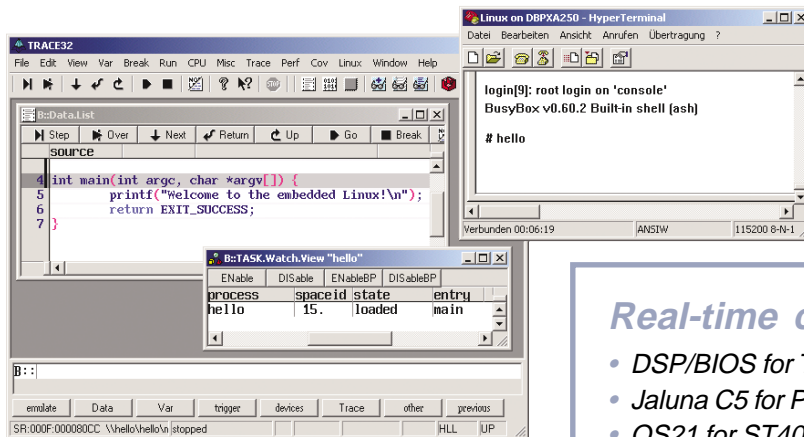 TRACE32
File Edit View Var Break Run CPU Misc Trace Perf Cov Linux Window Help
B::Data.List
Step Over Next Return Up Go Break
source
4 int main(int argc, char *argv[]) {
5 printf("Welcome to the embedded Linux!\n");
6 return EXIT_SUCCESS;
7 }
B::TASK.Watch.View "hello"
ENable DISable ENableBP DISableBP
process spaceid state entry
hello 15. loaded main
B::
emulate Data Var trigger devices Trace other previous
SR:000F:000080CC \\hello\hello\n stopped HLL UP
Linux on DBPXA250 - HyperTerminal
Datei Bearbeiten Ansicht Anrufen Übertragung ?
login[9]: root login on 'console'
BusyBox v0.60.2 Built-in shell (ash)
# hello
Verbunden 00:06:19 ANSIW 115200 8-N-1
Real-time
• DSP/BIOS for
• Jaluna C5 for
• OS21 for ST40